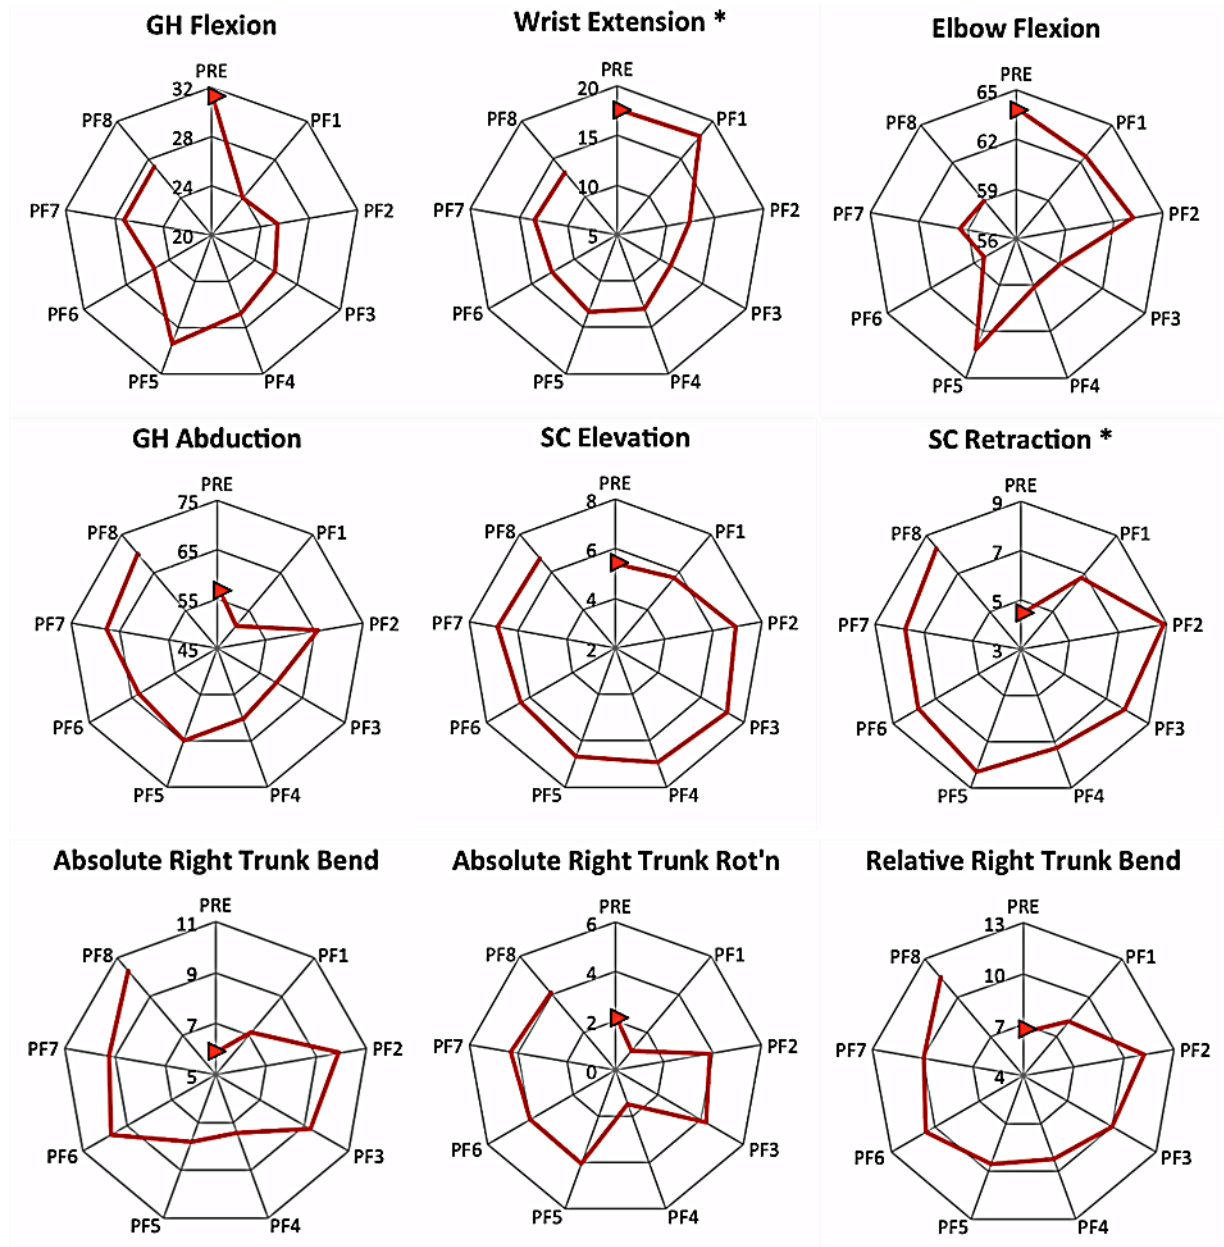 GH Flexion
PRE
PF1
PF2
PF3
PF4
PF5
PF6
PF7
PF8
32
28
24
20
Wrist Extension *
PRE
PF1
PF2
PF3
PF4
PF5
PF6
PF7
PF8
20
15
10
5
Elbow Flexion
PRE
PF1
PF2
PF3
PF4
PF5
PF6
PF7
PF8
65
62
59
56
GH Abduction
PRE
PF1
PF2
PF3
PF4
PF5
PF6
PF7
PF8
75
65
55
45
SC Elevation
PRE
PF1
PF2
PF3
PF4
PF5
PF6
PF7
PF8
8
6
4
2
SC Retraction *
PRE
PF1
PF2
PF3
PF4
PF5
PF6
PF7
PF8
9
7
5
3
Absolute Right Trunk Bend
PRE
PF1
PF2
PF3
PF4
PF5
PF6
PF7
PF8
11
9
7
5
Absolute Right Trunk Rot'n
PRE
PF1
PF2
PF3
PF4
PF5
PF6
PF7
PF8
6
4
2
0
Relative Right Trunk Bend
PRE
PF1
PF2
PF3
PF4
PF5
PF6
PF7
PF8
13
10
7
4